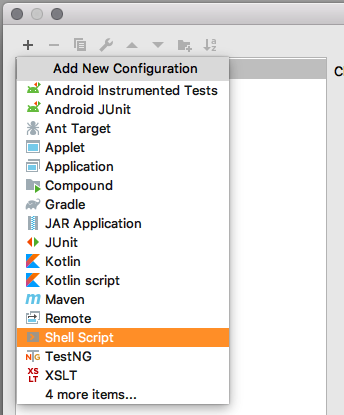 Add New Configuration
C
Android Instrumented Tests
Android JUnit
Ant Target
Applet
Application
Compound
Gradle
JAR Application
JUnit
Kotlin
Kotlin script
Maven
Remote
Shell Script
TestNG
XSLT
4 more items...